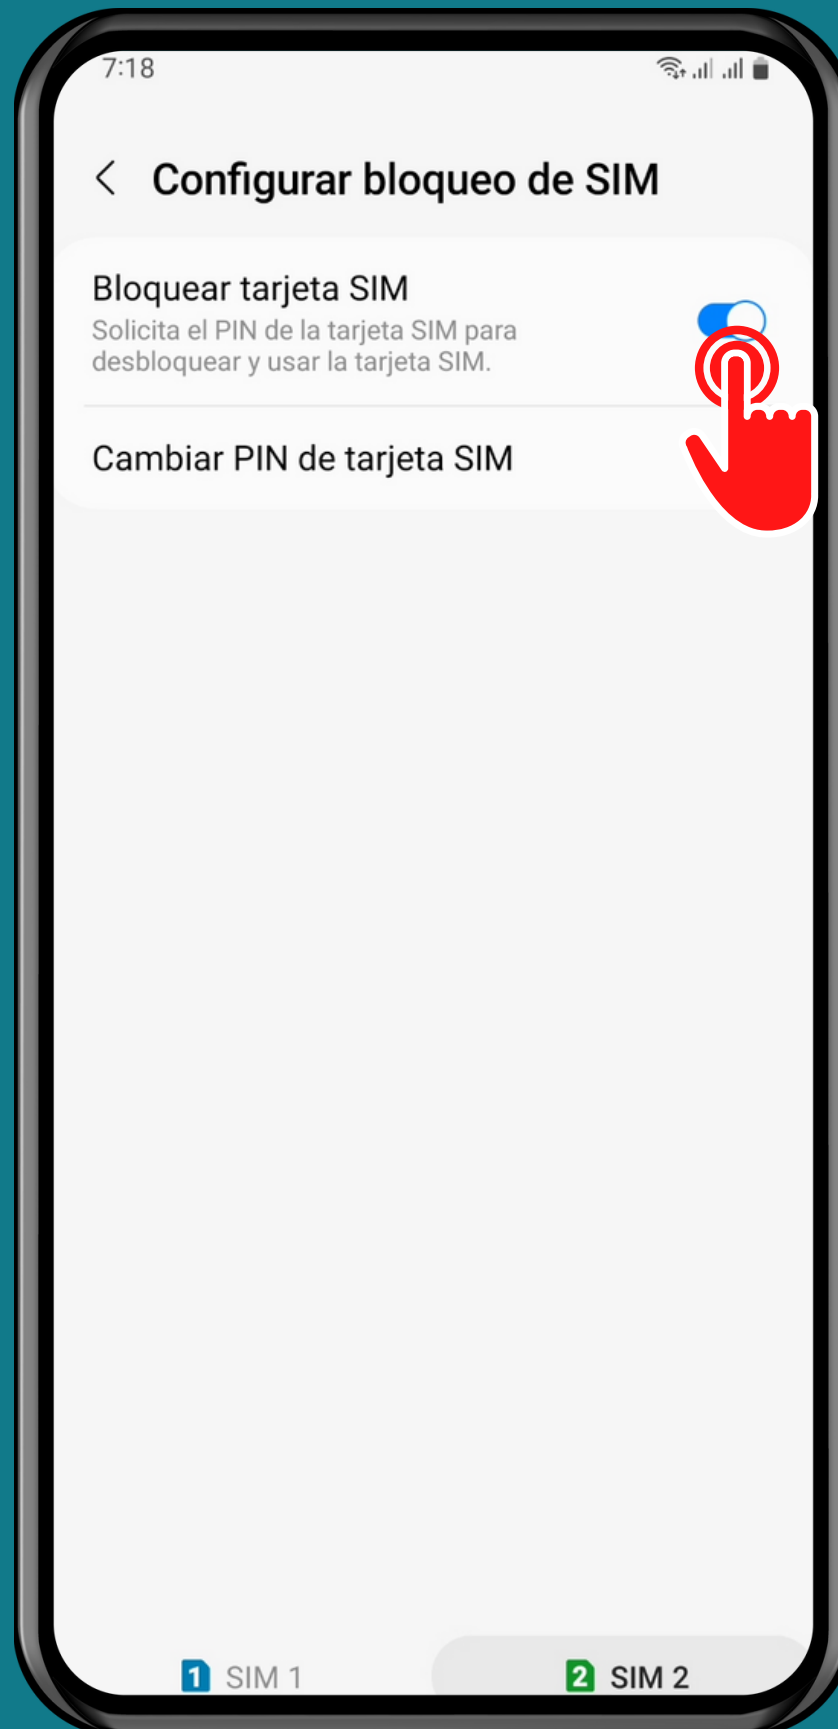 7:18
Configurar bloqueo de SIM
Bloquear tarjeta SIM
Solicita el PIN de la tarjeta SIM para
desbloquear y usar la tarjeta SIM.
Cambiar PIN de tarjeta SIM
1 SIM 1
2 SIM 2